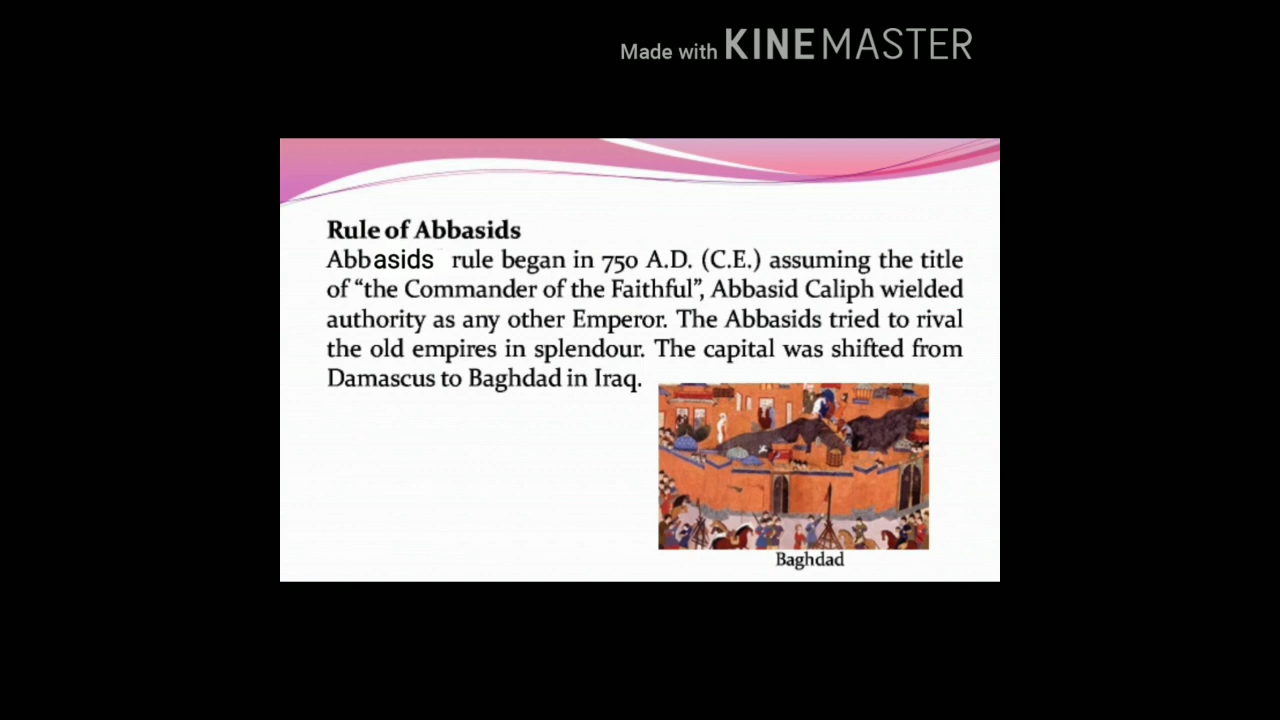 Made with KINEMASTER
Rule of Abbasids
Abbasids rule began in 750 A.D. (C.E.) assuming the title
of “the Commander of the Faithful”, Abbasid Caliph wielded
authority as any other Emperor. The Abbasids tried to rival
the old empires in splendour. The capital was shifted from
Damascus to Baghdad in Iraq.
Baghdad